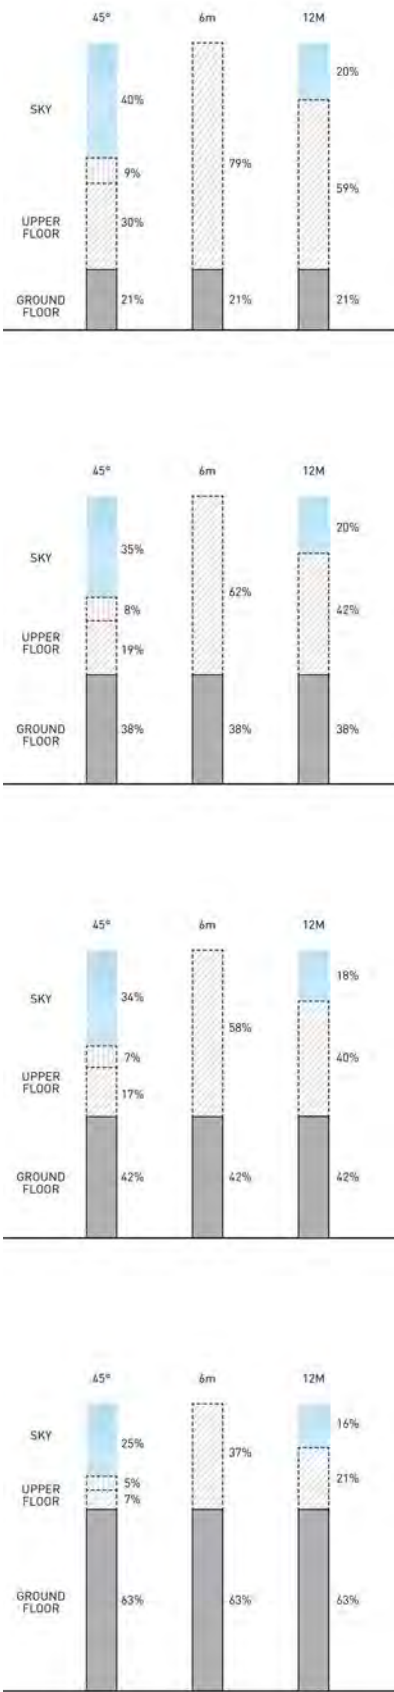 45° 6m 12M
20%
SKY 40%
9%
79%
59%
UPPER
FLOOR 30%
GROUND
FLOOR 21% 21% 21%
45° 6m 12M
20%
35%
SKY
62%
8% 42%
UPPER
FLOOR 19%
GROUND
FLOOR 38% 38% 38%
45° 6m 12M
18%
SKY 34%
58%
7% 40%
UPPER
FLOOR 17%
GROUND
FLOOR 42% 42% 42%
45° 6m 12M
16%
SKY 25%
37%
21%
5%
UPPER
FLOOR 7%
GROUND
FLOOR 63% 63% 63%